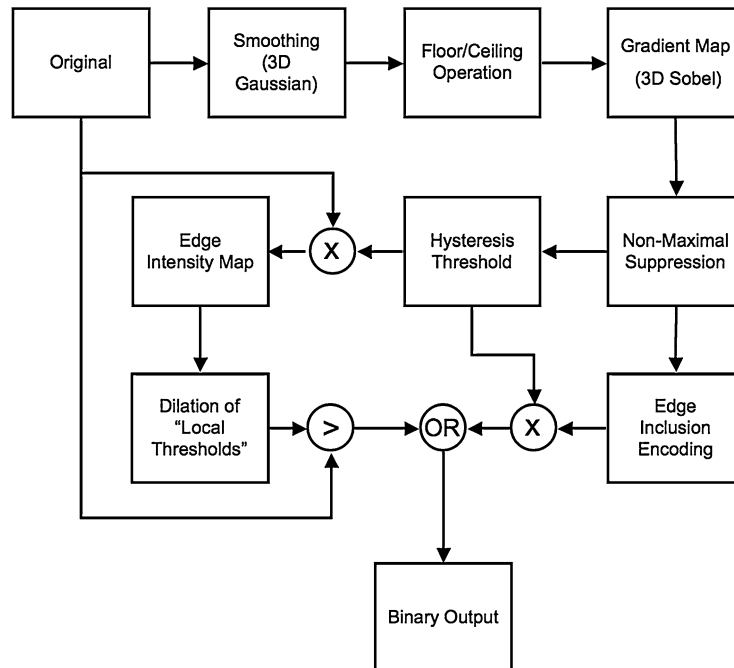 Original
Smoothing
(3D
Gaussian)
Floor/Ceiling
Operation
Gradient Map
(3D Sobel)
Edge
Intensity Map
X
Hysteresis
Threshold
Non-Maximal
Suppression
Dilation of
“Local
Thresholds”
>
OR
X
Edge
Inclusion
Encoding
Binary Output